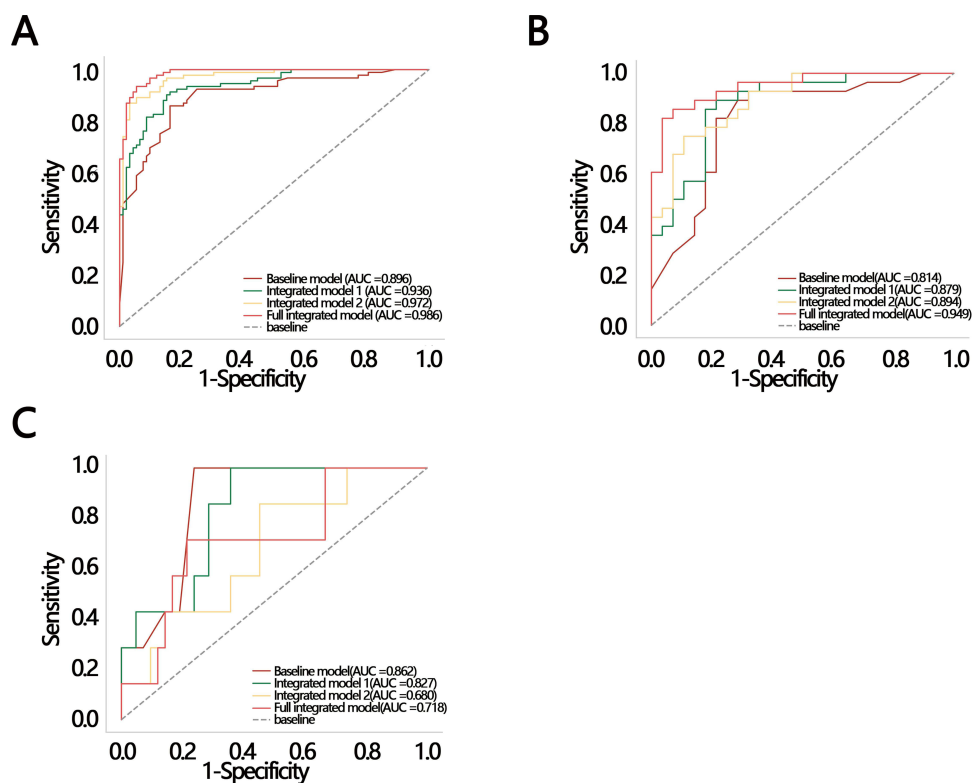 A
1.0
0.8
0.6
0.4
0.2
0.0
Sensitivity
Baseline model (AUC =0.896)
Integrated model 1 (AUC =0.936)
Integrated model 2 (AUC =0.972)
Full integrated model (AUC =0.986)
baseline
0.0 0.2 0.4 0.6 0.8 1.0
1-Specificity
B
1.0
0.8
0.6
0.4
0.2
0.0
Sensitivity
Baseline model(AUC =0.814)
Integrated model 1(AUC =0.879)
Integrated model 2(AUC =0.894)
Full integrated model(AUC =0.949)
baseline
0.0 0.2 0.4 0.6 0.8 1.0
1-Specificity
C
1.0
0.8
0.6
0.4
0.2
0.0
Sensitivity
Baseline model(AUC =0.862)
Integrated model 1(AUC =0.827)
Integrated model 2(AUC =0.680)
Full integrated model(AUC =0.718)
baseline
0.0 0.2 0.4 0.6 0.8 1.0
1-Specificity